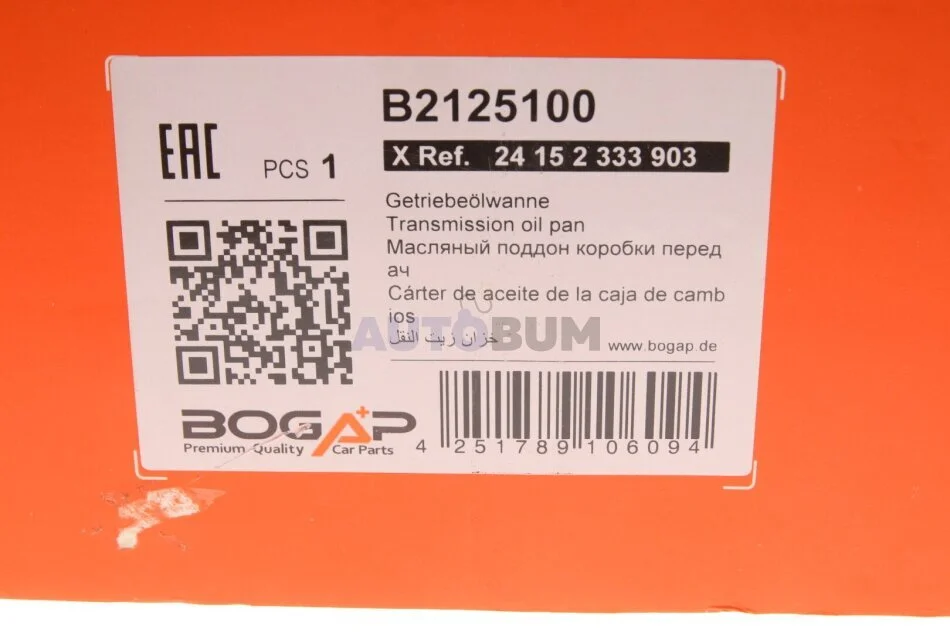 B2125100
EAC
PCS 1
X Ref. 24 15 2 333 903
Getriebeölwanne
Transmission oil pan
Масляный поддон коробки перед
ач
Cárter de aceite de la caja de camb
ios
خزان زيت النقل
AUTOBUM
www.bogap.de
BOGAP
Premium Quality Car Parts
4 251789 106094